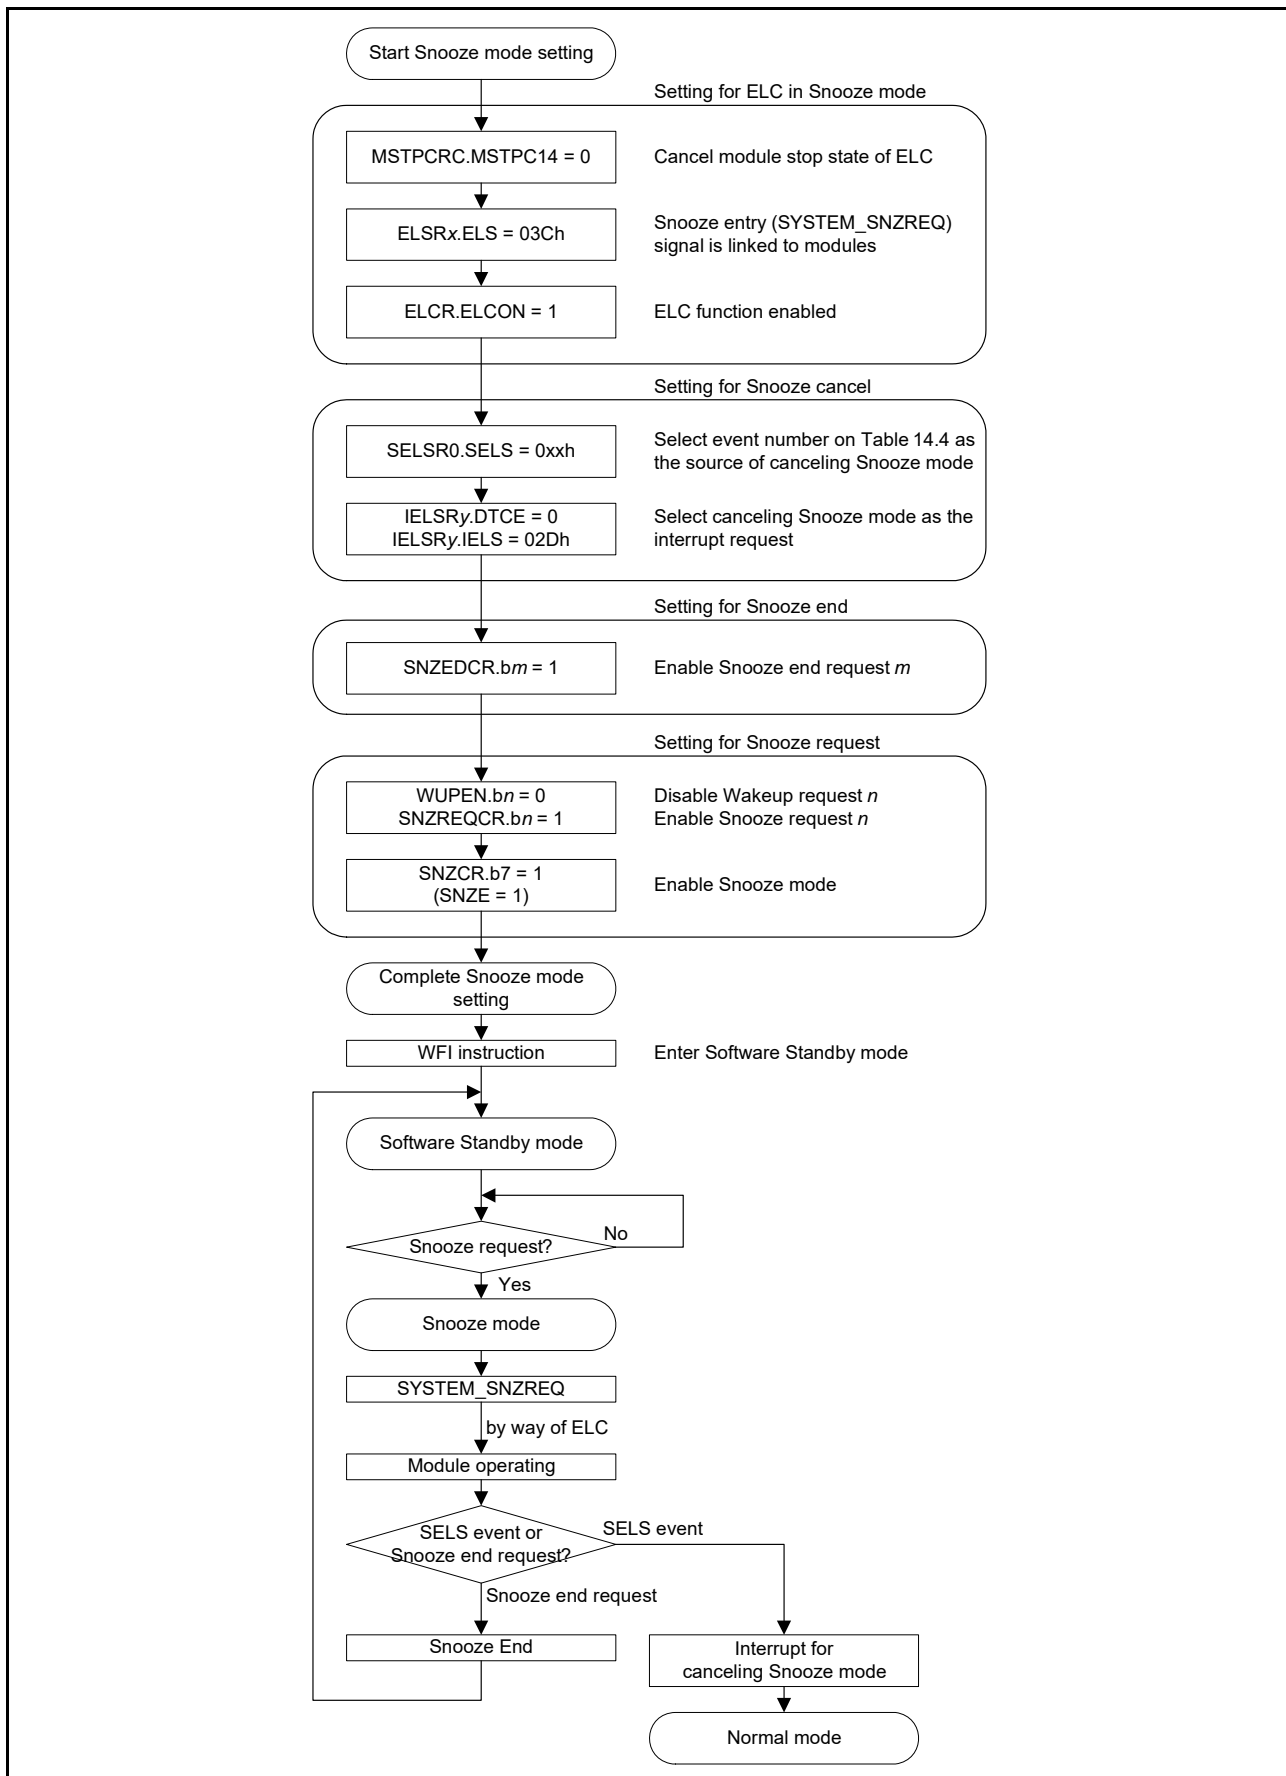 Start Snooze mode setting
Setting for ELC in Snooze mode
MSTPCRC.MSTPC14 = 0
Cancel module stop state of ELC
ELSRx.ELS = 03Ch
Snooze entry (SYSTEM_SNZREQ)
signal is linked to modules
ELCR.ELCON = 1
ELC function enabled
Setting for Snooze cancel
SELSR0.SELS = 0xxh
Select event number on Table 14.4 as
the source of canceling Snooze mode
IELSRy.DTCE = 0
IELSRy.IELS = 02Dh
Select canceling Snooze mode as the
interrupt request
Setting for Snooze end
SNZEDCR.bm = 1
Enable Snooze end request m
Setting for Snooze request
WUPEN.bn = 0
SNZREQCR.bn = 1
Disable Wakeup request n
Enable Snooze request n
SNZCR.b7 = 1
(SNZE = 1)
Enable Snooze mode
Complete Snooze mode
setting
WFI instruction
Enter Software Standby mode
Software Standby mode
Snooze request?
No
Yes
Snooze mode
SYSTEM_SNZREQ
by way of ELC
Module operating
SELS event or
Snooze end request?
SELS event
Snooze end request
Snooze End
Interrupt for
canceling Snooze mode
Normal mode